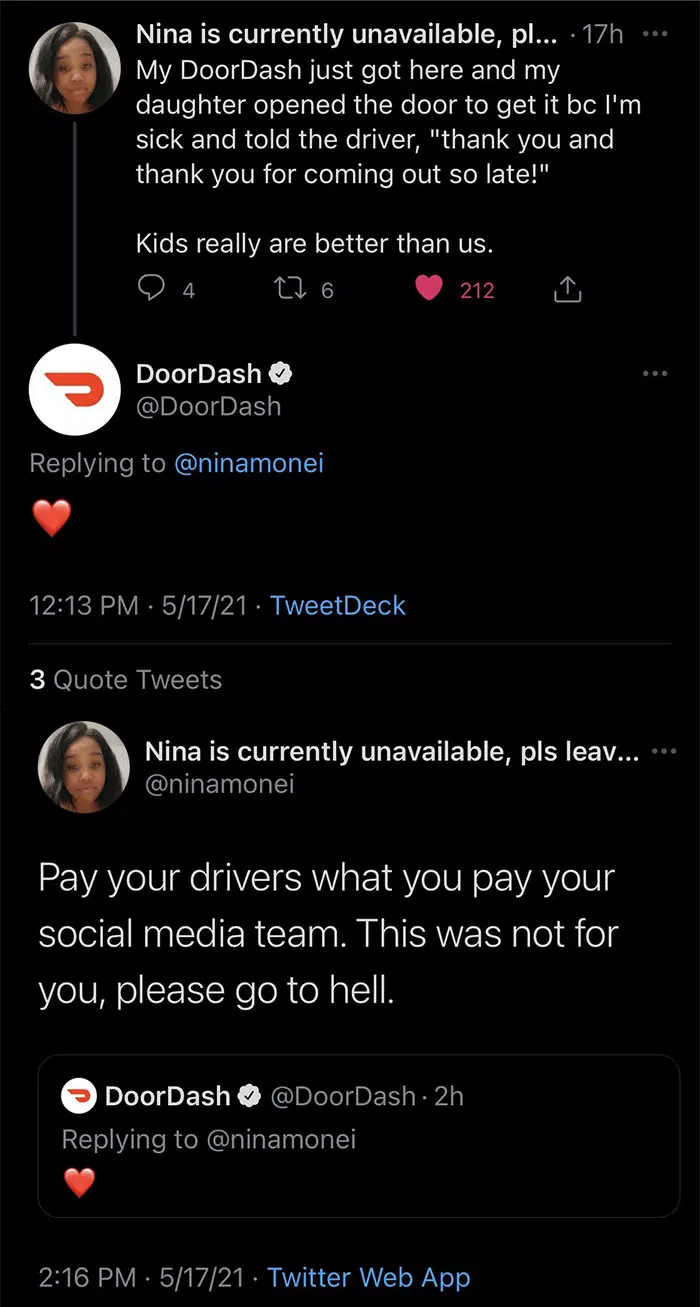 Nina is currently unavailable, pl... · 17h
My DoorDash just got here and my
daughter opened the door to get it bc I'm
sick and told the driver, "thank you and
thank you for coming out so late!"
Kids really are better than us.
4 6 212
DoorDash
@DoorDash
Replying to @ninamonei
❤️
12:13 PM · 5/17/21 · TweetDeck
3 Quote Tweets
Nina is currently unavailable, pls leav...
@ninamonei
Pay your drivers what you pay your
social media team. This was not for
you, please go to hell.
DoorDash @DoorDash · 2h
Replying to @ninamonei
❤️
2:16 PM · 5/17/21 · Twitter Web App